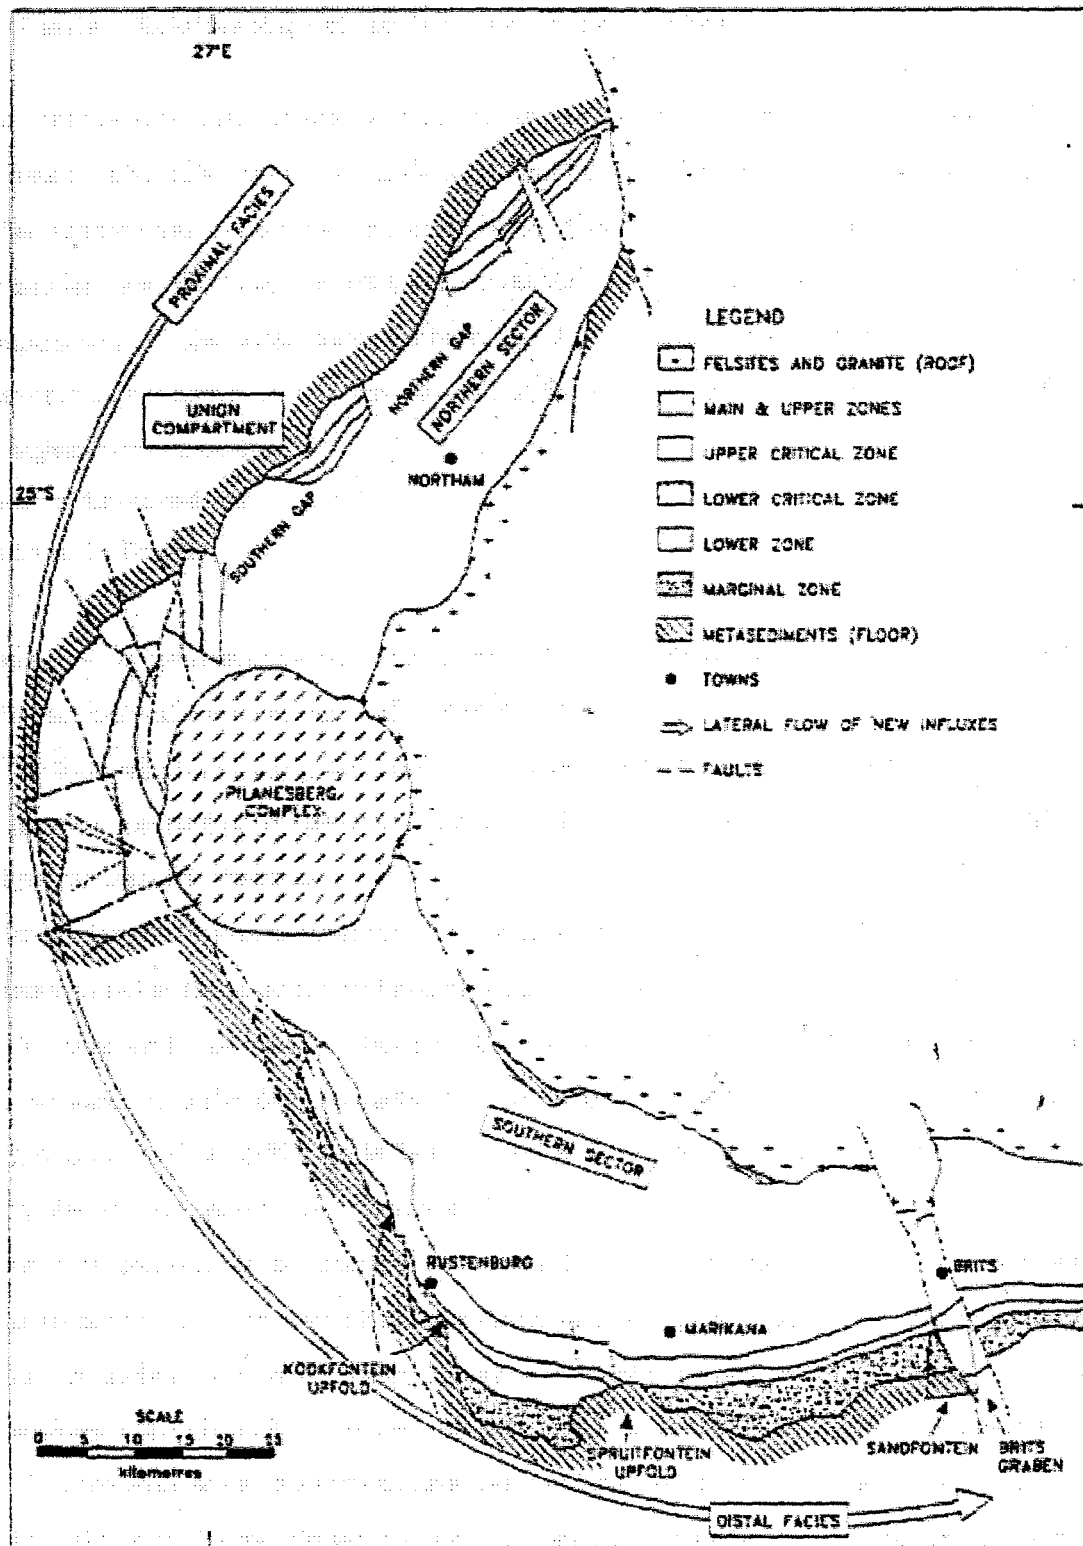 27°E
PROXIMAL FACIES
UNION
COMPARTMENT
NORTHERN GAP
NORTHERN SECTOR
NORTHAM
25°S
SOUTHERN GAP
LEGEND
FELSITES AND GRANITE (ROOF)
MAIN & UPPER ZONES
UPPER CRITICAL ZONE
LOWER CRITICAL ZONE
LOWER ZONE
MARGINAL ZONE
METASEDIMENTS (FLOOR)
TOWNS
LATERAL FLOW OF NEW INFLUXES
FAULTS
PILANESBERG
COMPLEX
SOUTHERN SECTOR
RUSTENBURG
BRITS
MARIKANA
KOOKFONTEIN
UPFOLD
SCALE
0 5 10 15 20 25
kilometres
SPRUITFONTEIN
UPFOLD
SANDFONTEIN
BRITS
GRABEN
DISTAL FACIES